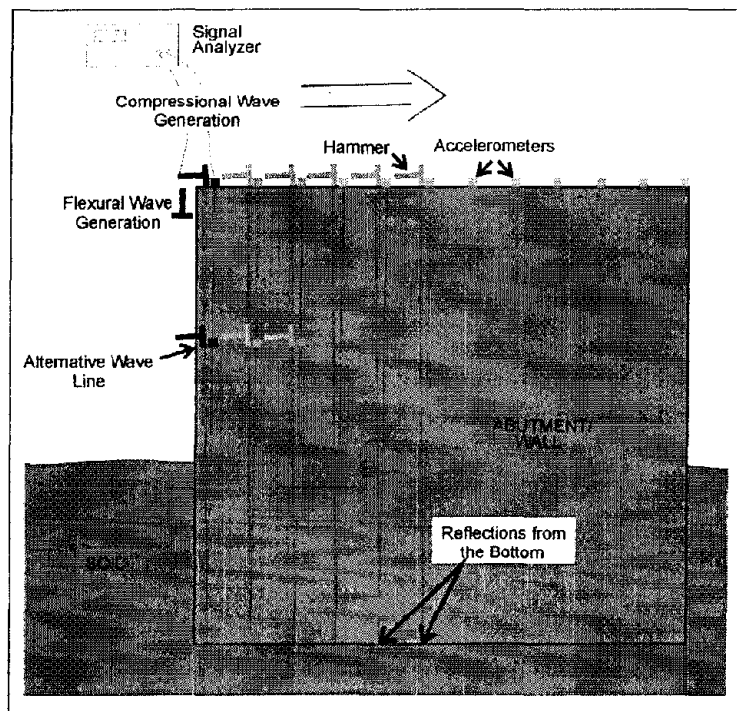 Signal
Analyzer
Compressional Wave
Generation
Hammer
Accelerometers
Flexural Wave
Generation
Alternative Wave
Line
ABUTMENT/
WALL
Reflections from
the Bottom
SOIL